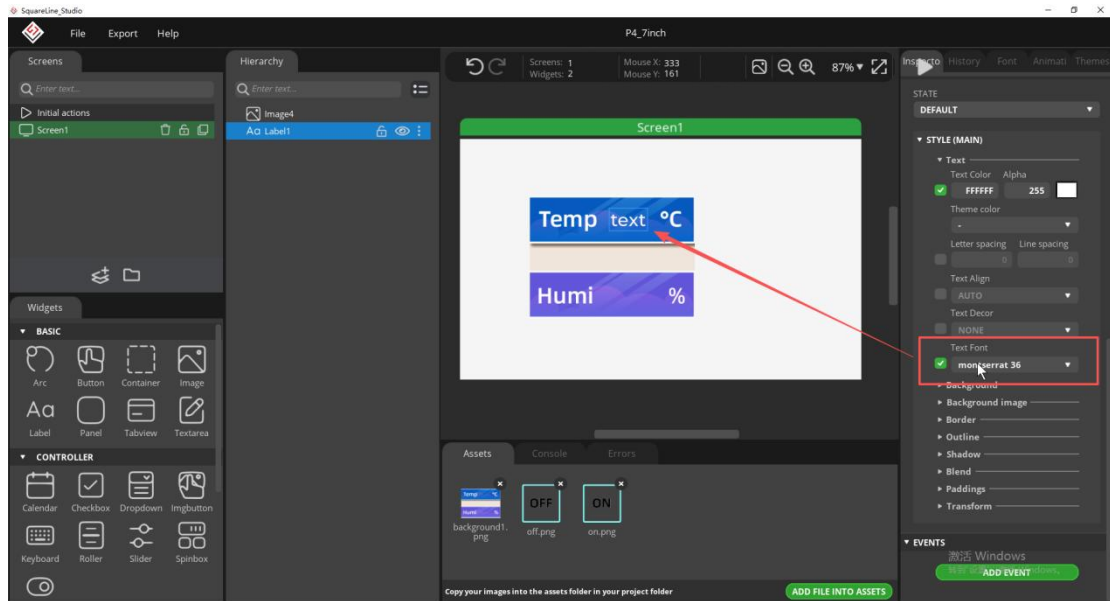 SquareLine_Studio
File Export Help
P4_7inch
Screens
Enter text...
Initial actions
Screen1
Hierarchy
Enter text...
Image4
Label1
Screens: 1
Widgets: 2
Mouse X: 333
Mouse Y: 161
87%
Screen1
Temp text °C
Humi %
Inspecto History Font Animati Themes
STATE
DEFAULT
STYLE (MAIN)
Text
Text Color Alpha
FFFFFF 255
Theme color
-
Letter spacing Line spacing
0 0
Text Align
AUTO
Text Decor
NONE
Text Font
montserrat 36
Background
Background image
Border
Outline
Shadow
Blend
Paddings
Transform
EVENTS
激活 Windows
ADD EVENT
Widgets
BASIC
Arc Button Container Image
Label Panel Tabview Textarea
CONTROLLER
Calendar Checkbox Dropdown Imgbutton
Keyboard Roller Slider Spinbox
Assets Console Errors
Temp °C
Humi %
OFF
ON
background1.
png
off.png
on.png
Copy your images into the assets folder in your project folder
ADD FILE INTO ASSETS